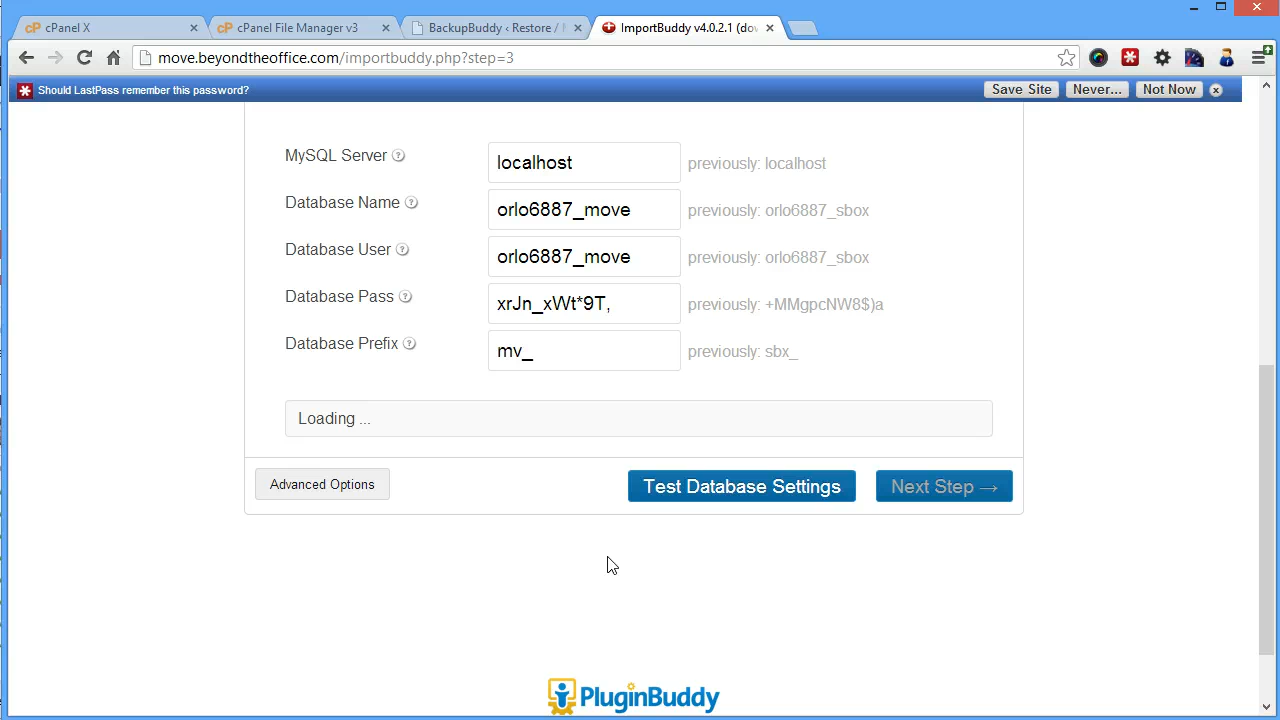 cPanel X
cPanel File Manager v3
BackupBuddy ‹ Restore /
ImportBuddy v4.0.2.1 (do
move.beyondtheoffice.com/importbuddy.php?step=3
Should LastPass remember this password?
Save Site
Never...
Not Now
MySQL Server
localhost
previously: localhost
Database Name
orlo6887_move
previously: orlo6887_sbox
Database User
orlo6887_move
previously: orlo6887_sbox
Database Pass
xrJn_xWt*9T,
previously: +MMgpcNW8$)a
Database Prefix
mv_
previously: sbx_
Loading ...
Advanced Options
Test Database Settings
Next Step →
PluginBuddy